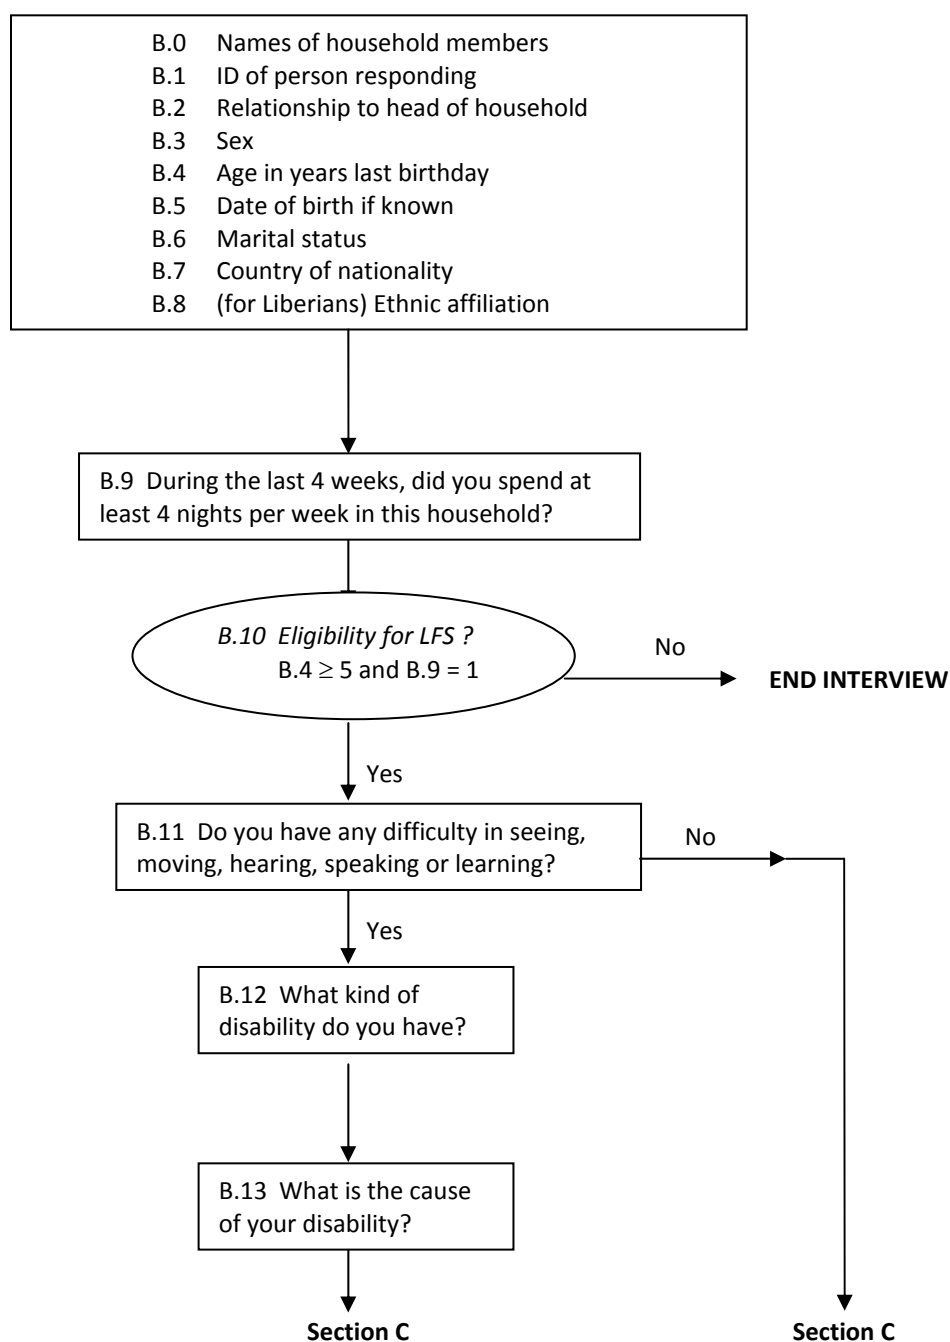 B.0 Names of household members
B.1 ID of person responding
B.2 Relationship to head of household
B.3 Sex
B.4 Age in years last birthday
B.5 Date of birth if known
B.6 Marital status
B.7 Country of nationality
B.8 (for Liberians) Ethnic affiliation
B.9 During the last 4 weeks, did you spend at
least 4 nights per week in this household?
B.10 Eligibility for LFS ?
B.4 ≥ 5 and B.9 = 1
No
END INTERVIEW
Yes
B.11 Do you have any difficulty in seeing,
moving, hearing, speaking or learning?
No
Yes
B.12 What kind of
disability do you have?
B.13 What is the cause
of your disability?
Section C
Section C